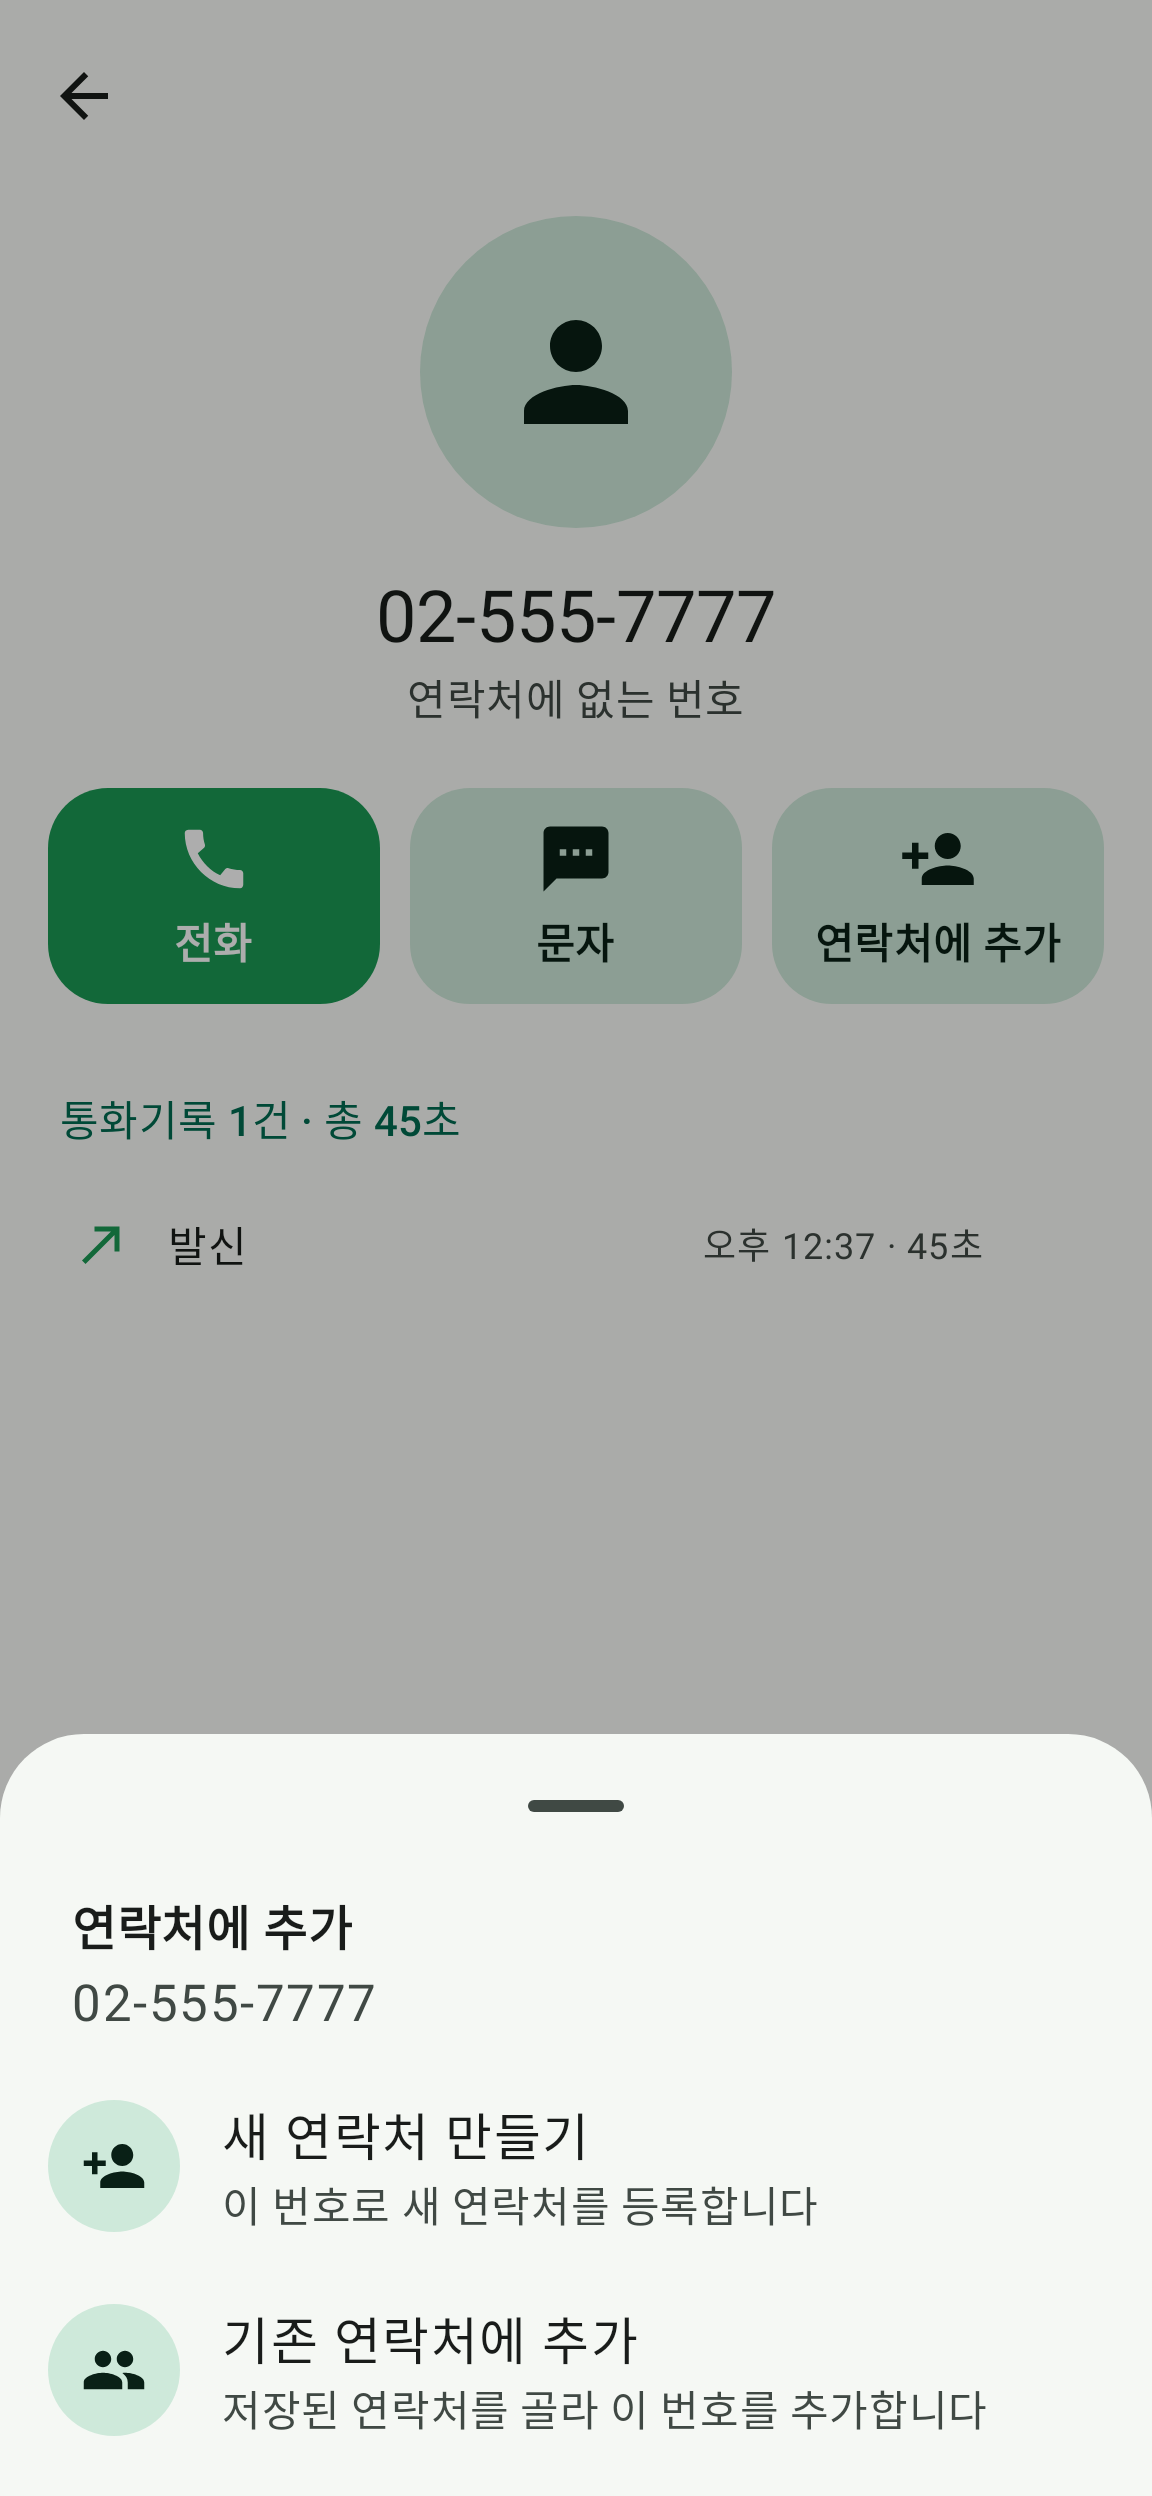 02-555-7777
연락처에 없는 번호
전화
문자
연락처에 추가
통화기록 1건 · 총 45초
발신
오후 12:37 · 45초
연락처에 추가
02-555-7777
새 연락처 만들기
이 번호로 새 연락처를 등록합니다
기존 연락처에 추가
저장된 연락처를 골라 이 번호를 추가합니다